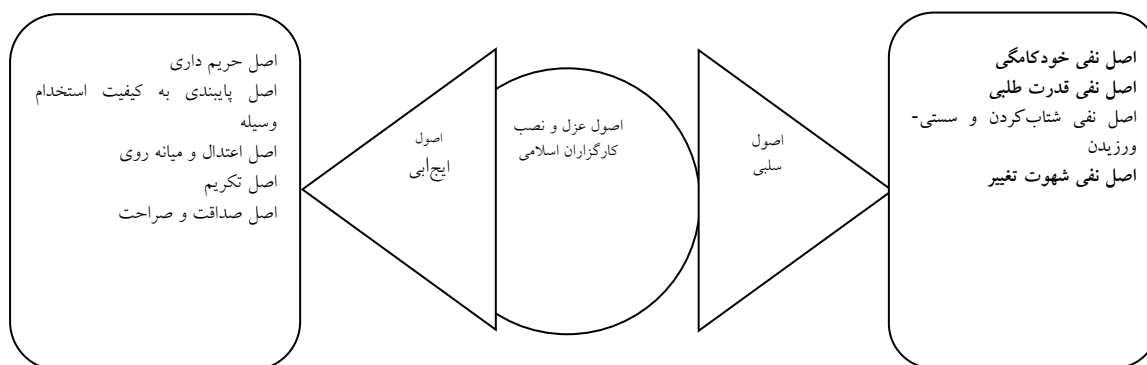 اصل نفی خودکامگی
اصل نفی قدرت طلبی
اصل نفی شتاب‌کردن و سستی-
ورزیدن
اصل نفی شهوت تغییر
اصول
سلبی
اصول عزل و نصب
کارگزاران اسلامی
اصول
ایجابی
اصل حریم داری
اصل پایبندی به کیفیت استخدام
وسیله
اصل اعتدال و میانه روی
اصل تکریم
اصل صداقت و صراحت